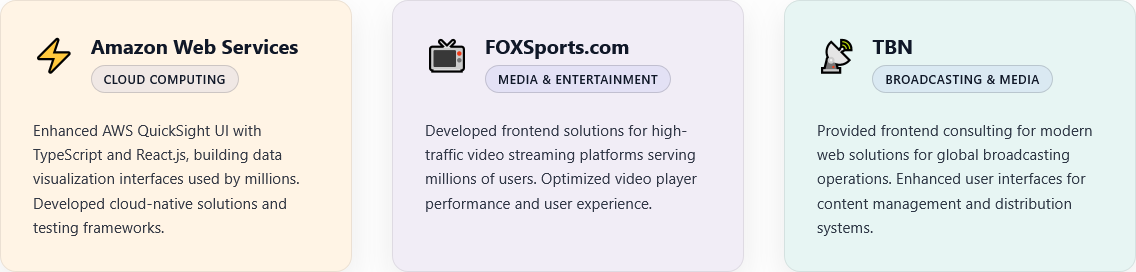 Amazon Web Services
CLOUD COMPUTING
Enhanced AWS QuickSight UI with
TypeScript and React.js, building data
visualization interfaces used by millions.
Developed cloud-native solutions and
testing frameworks.
FOXSports.com
MEDIA & ENTERTAINMENT
Developed frontend solutions for high-
traffic video streaming platforms serving
millions of users. Optimized video player
performance and user experience.
TBN
BROADCASTING & MEDIA
Provided frontend consulting for modern
web solutions for global broadcasting
operations. Enhanced user interfaces for
content management and distribution
systems.